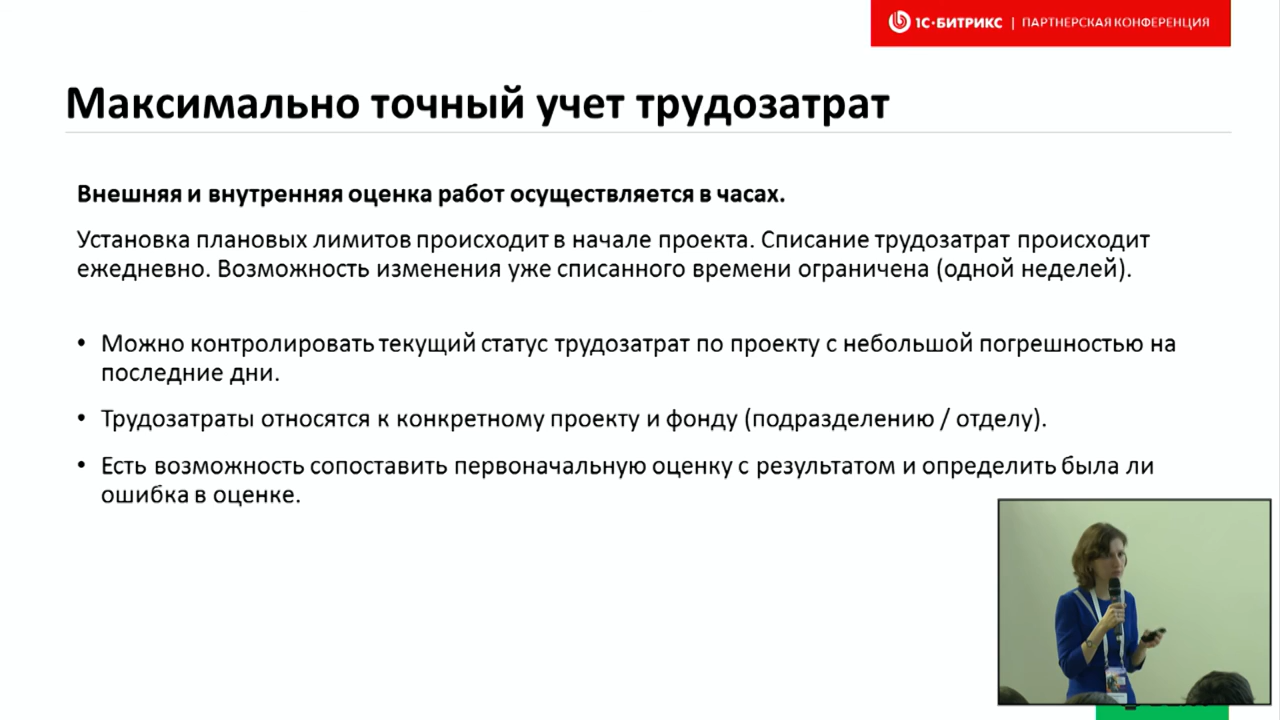 1С-БИТРИКС | ПАРТНЕРСКАЯ КОНФЕРЕНЦИЯ
Максимально точный учет трудозатрат
Внешняя и внутренняя оценка работ осуществляется в часах.
Установка плановых лимитов происходит в начале проекта. Списание трудозатрат происходит
ежедневно. Возможность изменения уже списанного времени ограничена (одной неделей).
• Можно контролировать текущий статус трудозатрат по проекту с небольшой погрешностью на
последние дни.
• Трудозатраты относятся к конкретному проекту и фонду (подразделению / отделу).
• Есть возможность сопоставить первоначальную оценку с результатом и определить была ли
ошибка в оценке.